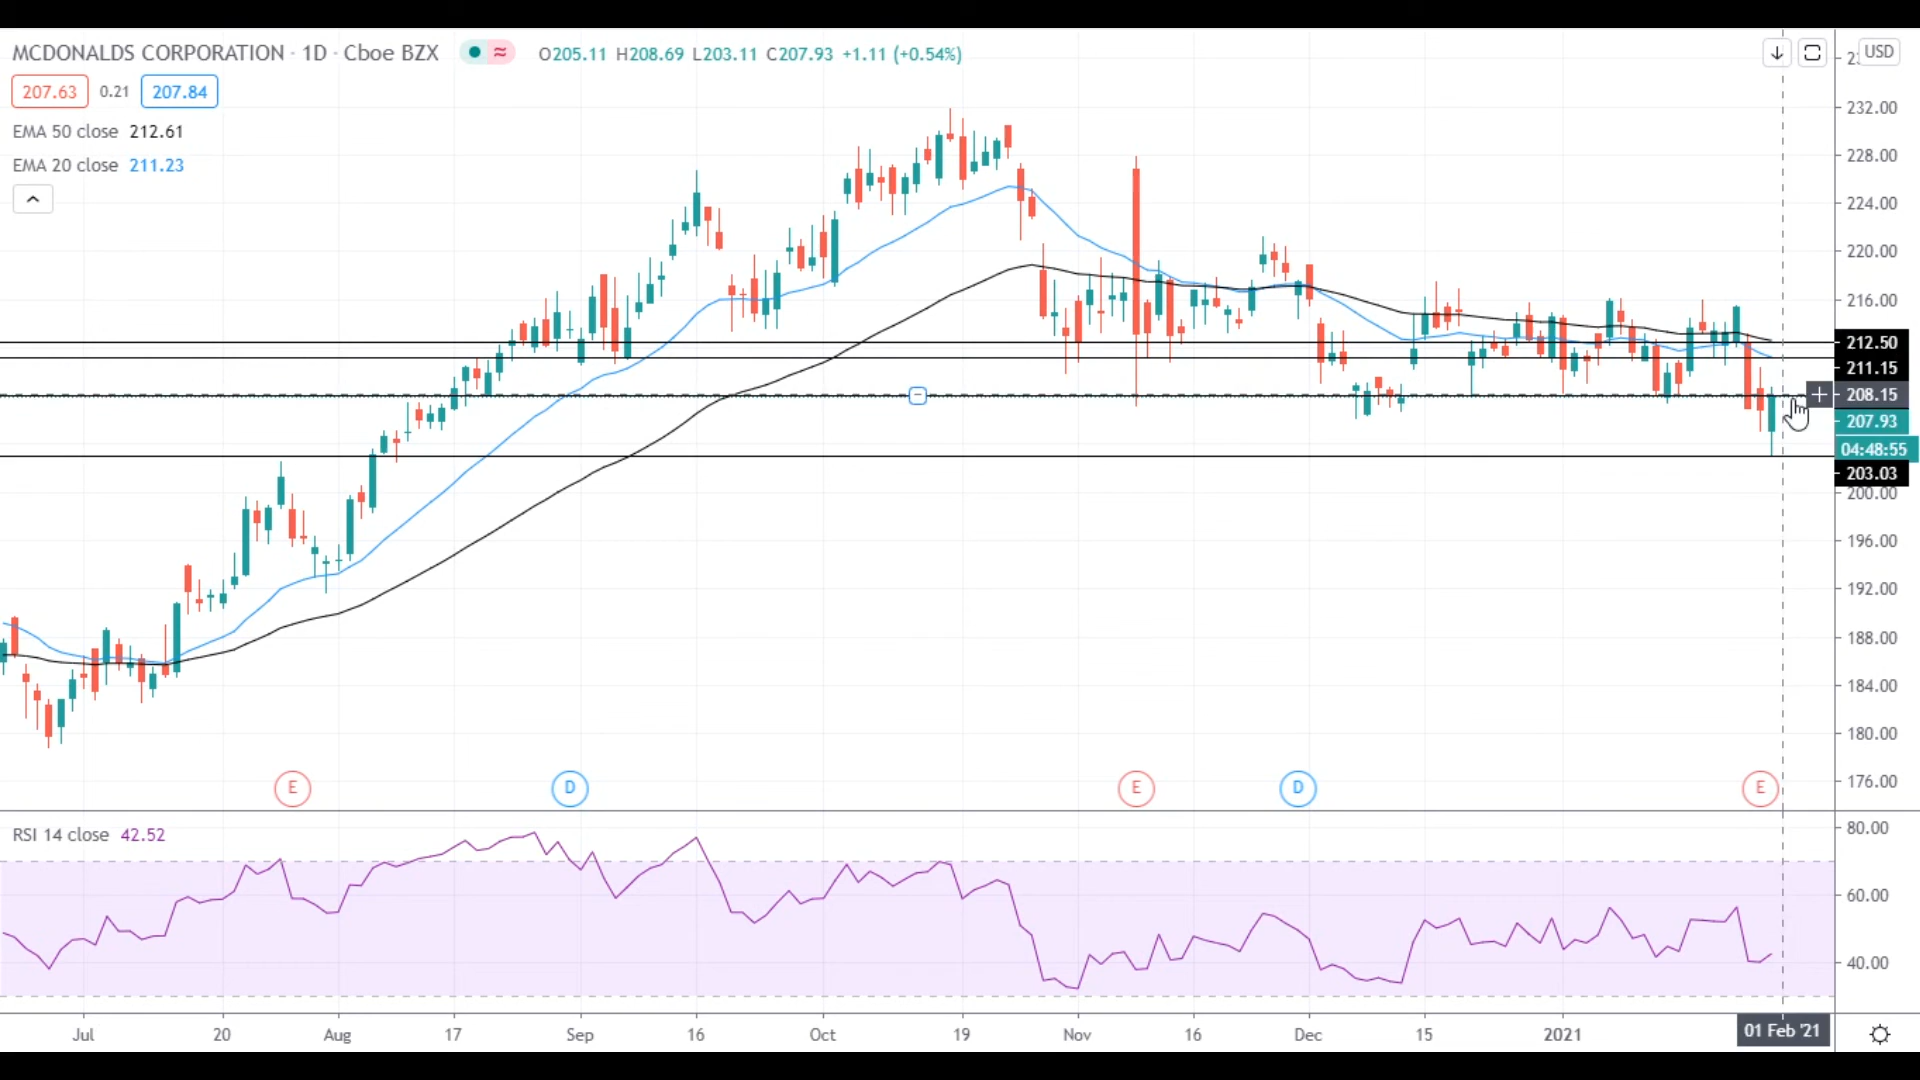 MCDONALDS CORPORATION · 1D · Cboe BZX ≈ O205.11 H208.69 L203.11 C207.93 +1.11 (+0.54%)
USD
207.63 0.21 207.84
EMA 50 close 212.61
EMA 20 close 211.23
232.00
228.00
224.00
220.00
216.00
212.50
211.15
208.15
207.93
04:48:55
203.03
200.00
196.00
192.00
188.00
184.00
180.00
176.00
E D E D E
RSI 14 close 42.52
80.00
60.00
40.00
Jul 20 Aug 17 Sep 16 Oct 19 Nov 16 Dec 15 2021 01 Feb '21